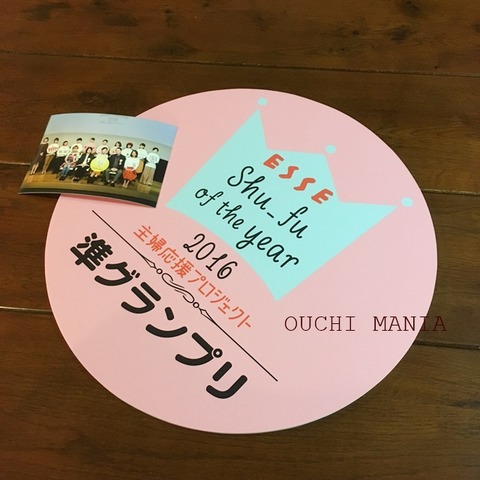 ESSE
Shu_fu
of the year
2016
主婦応援プロジェクト
準グランプリ
OUCHI MANIA